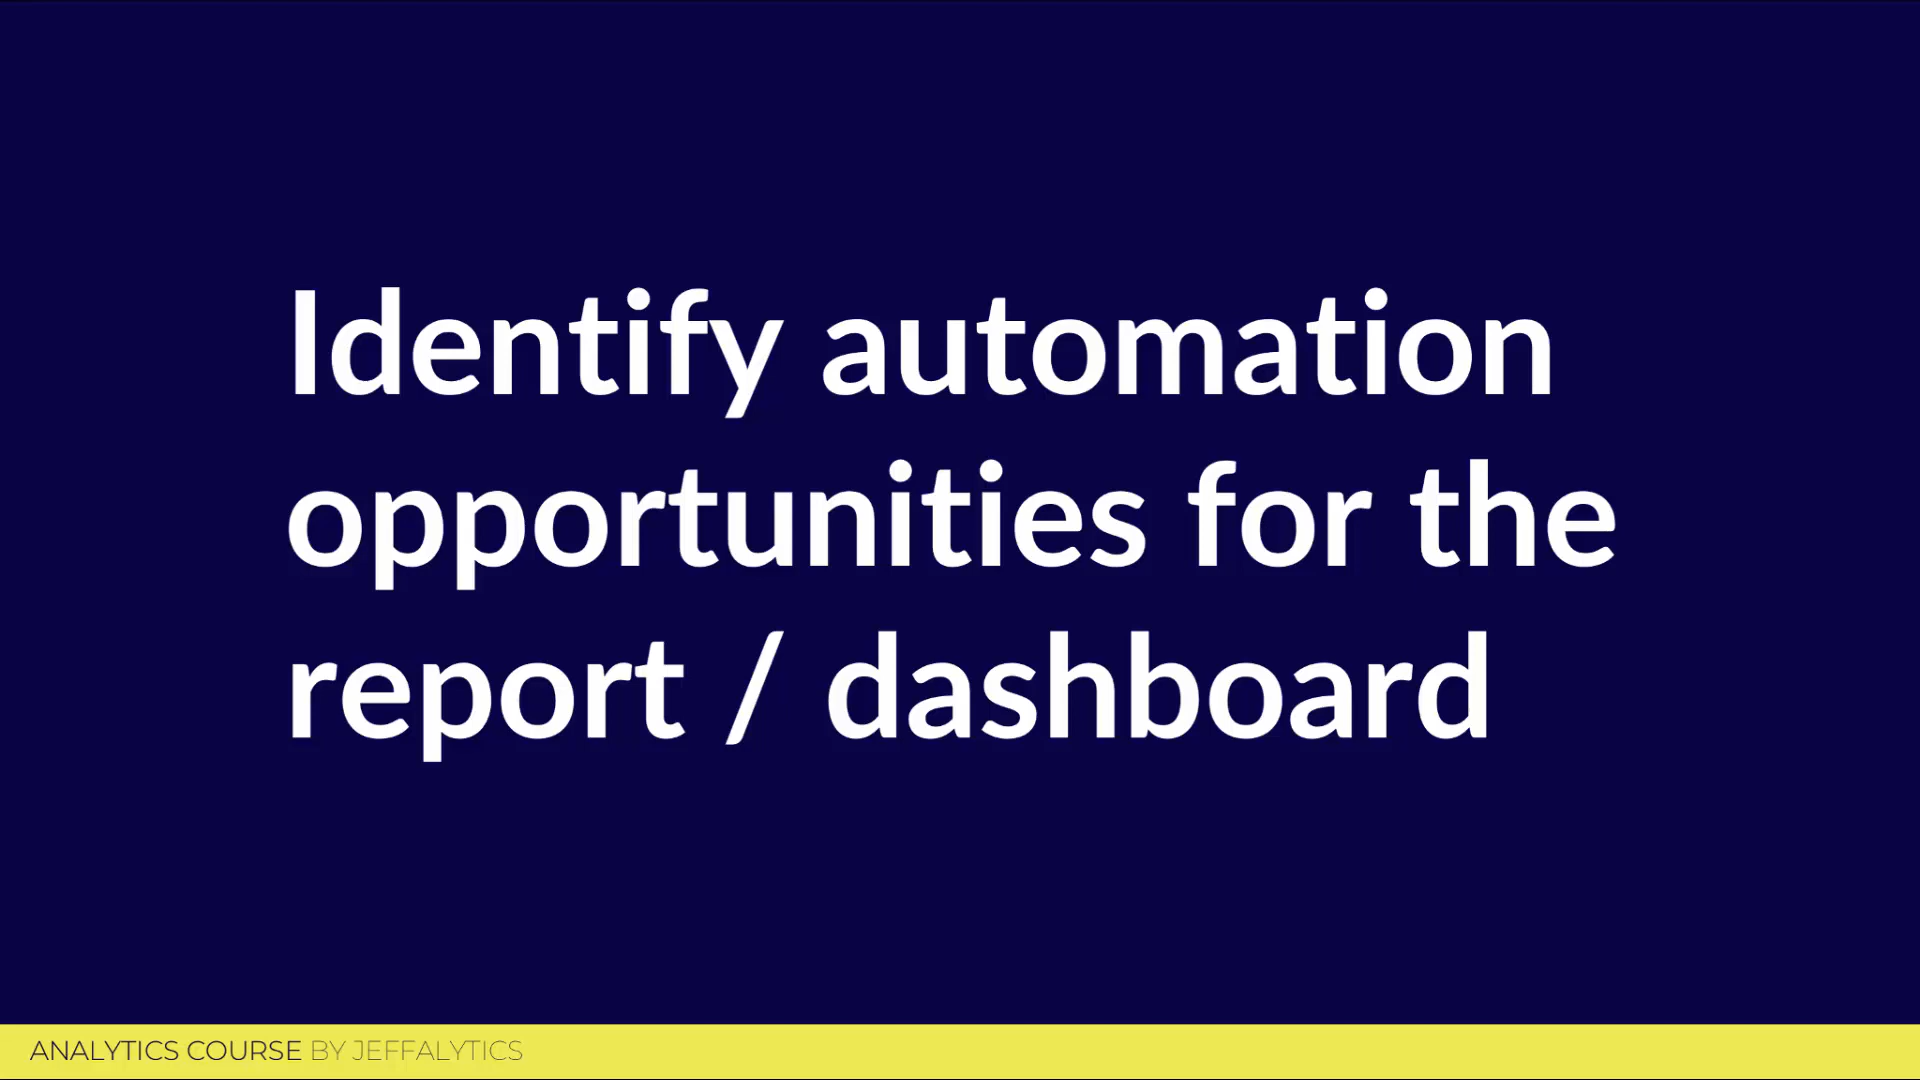 Identify automation
opportunities for the
report / dashboard
ANALYTICS COURSE BY JEFFALYTICS